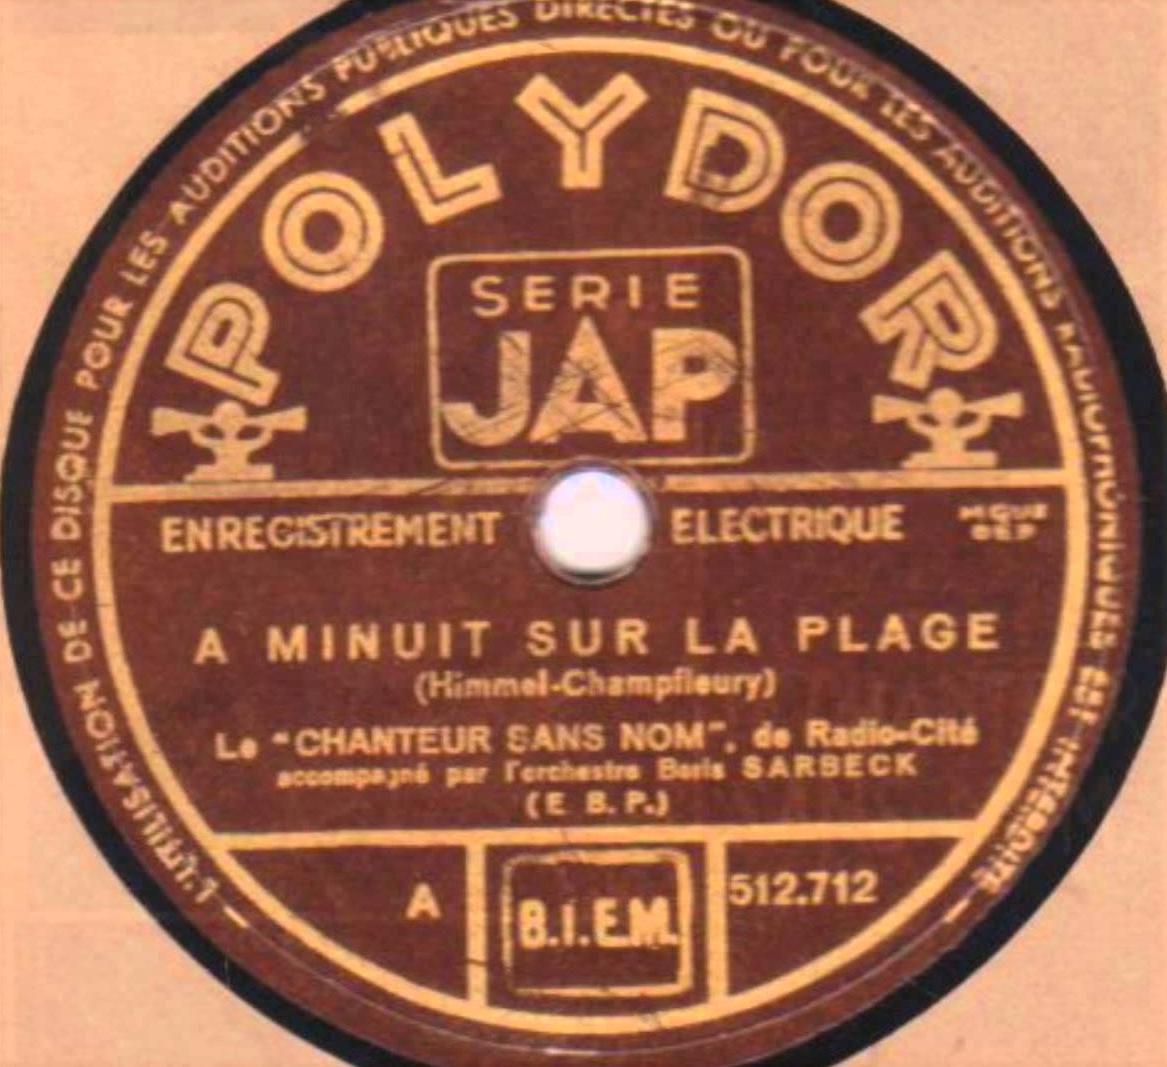 L'UTILISATION DE CE DISQUE POUR LES AUDITIONS PUBLIQUES DIRECTES OU POUR LES AUDITIONS RADIOPHONIQUES EST INTERDITE
POLYDOR
SERIE
JAP
ENREGISTREMENT ELECTRIQUE MQUE DEP
A MINUIT SUR LA PLAGE
(Himmel-Champfleury)
Le "CHANTEUR SANS NOM", de Radio-Cité
accompagné par l'orchestre Boris SARBECK
(E B.P.)
A B.I.E.M. 512.712